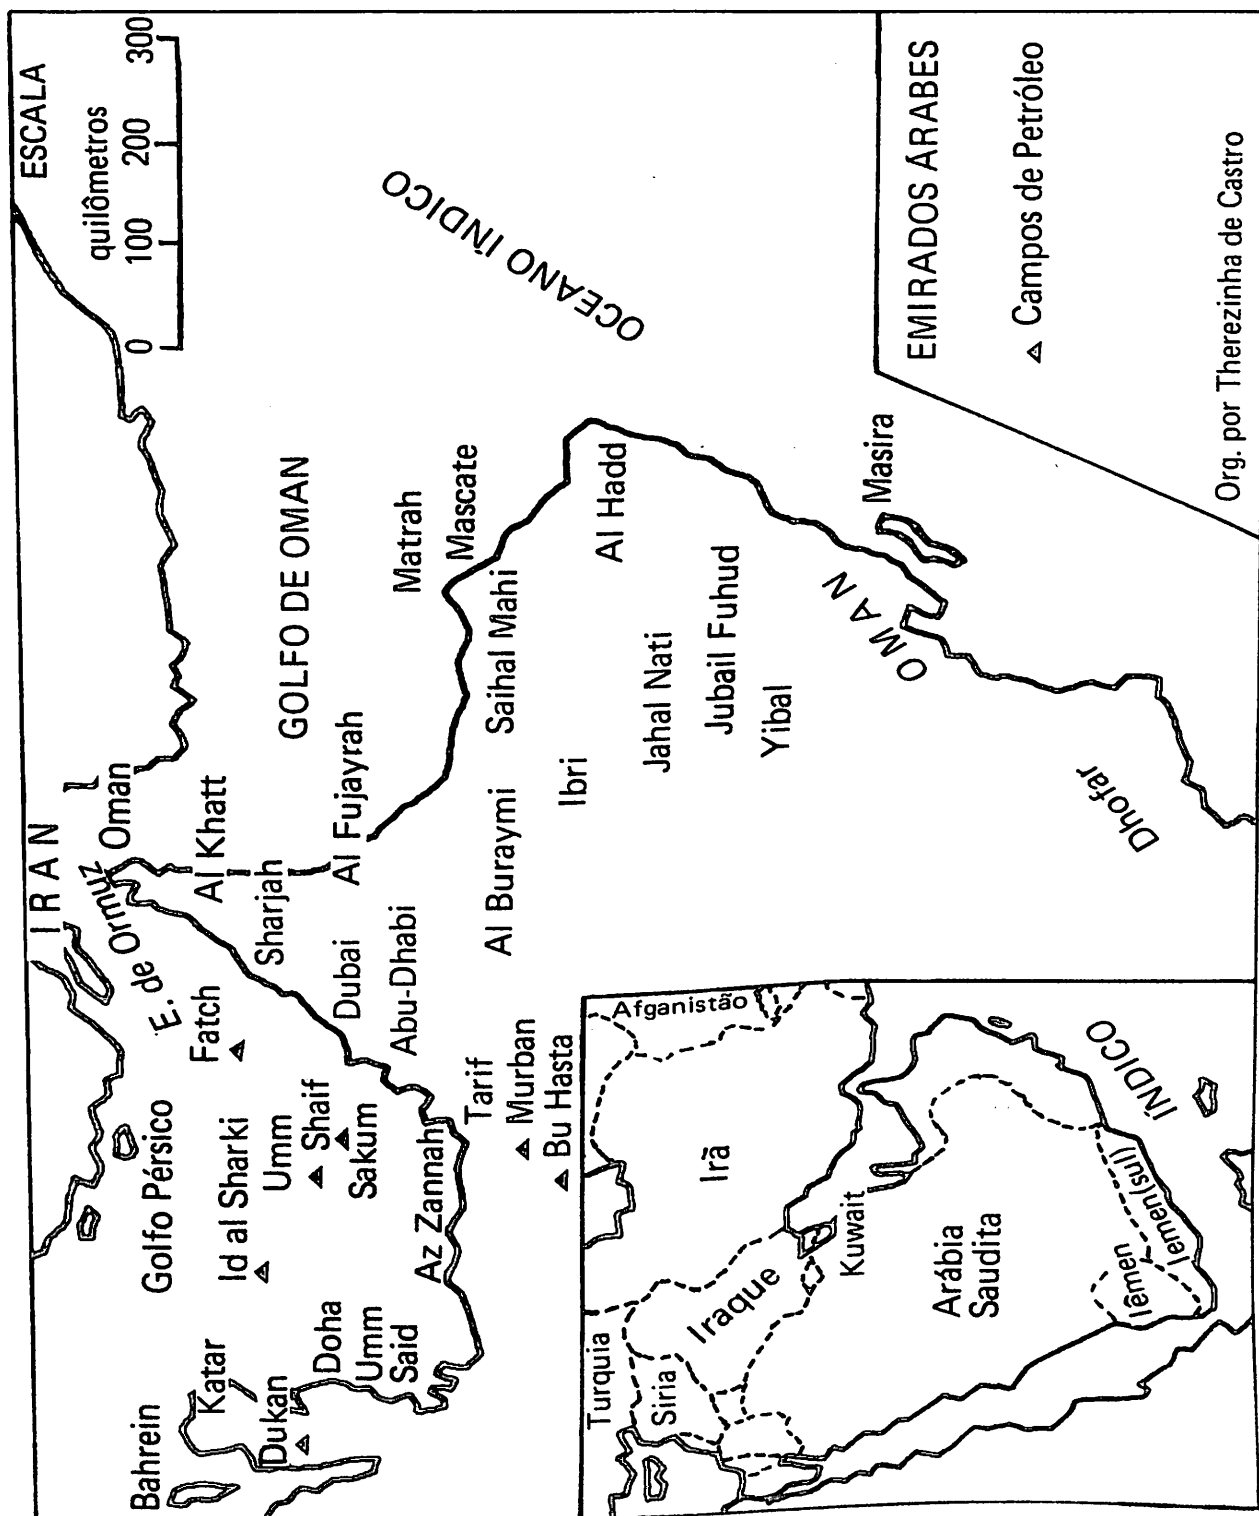 ESCALA
quilômetros
0 100 200 300
IRAN
E. de Ormuz
Oman
Bahrein
Katar
Dukan
Doha
Umm
Said
Golfo Pérsico
Id al Sharki
Umm
Shaif
Sakum
Fatch
Az Zannah
Tarif
Murban
Bu Hasta
Al Khatt
Sharjah
Dubai
Abu-Dhabi
Al Fujayrah
GOLFO DE OMAN
Matrah
Mascate
Saihal Mahi
Al Buraymi
Ibri
Al Hadd
Jahal Nati
Jubail Fuhud
Yibal
OMAN
Masira
Dhofar
OCEANO ÍNDICO
EMIRADOS ÁRABES
Campos de Petróleo
Org. por Therezinha de Castro
Turquia
Siria
Iraque
Irã
Afganistão
Kuwait
Arábia
Saudita
Iêmen
Iemen(sul)
ÍNDICO